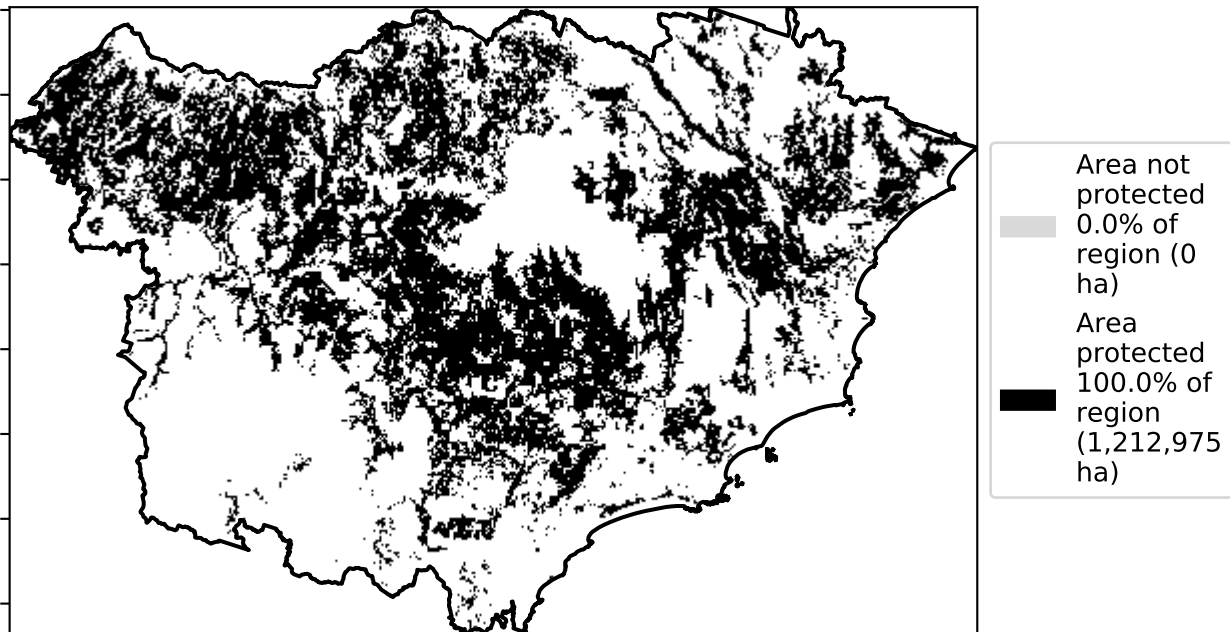 Area not
protected
0.0% of
region (0
ha)
Area
protected
100.0% of
region
(1,212,975
ha)